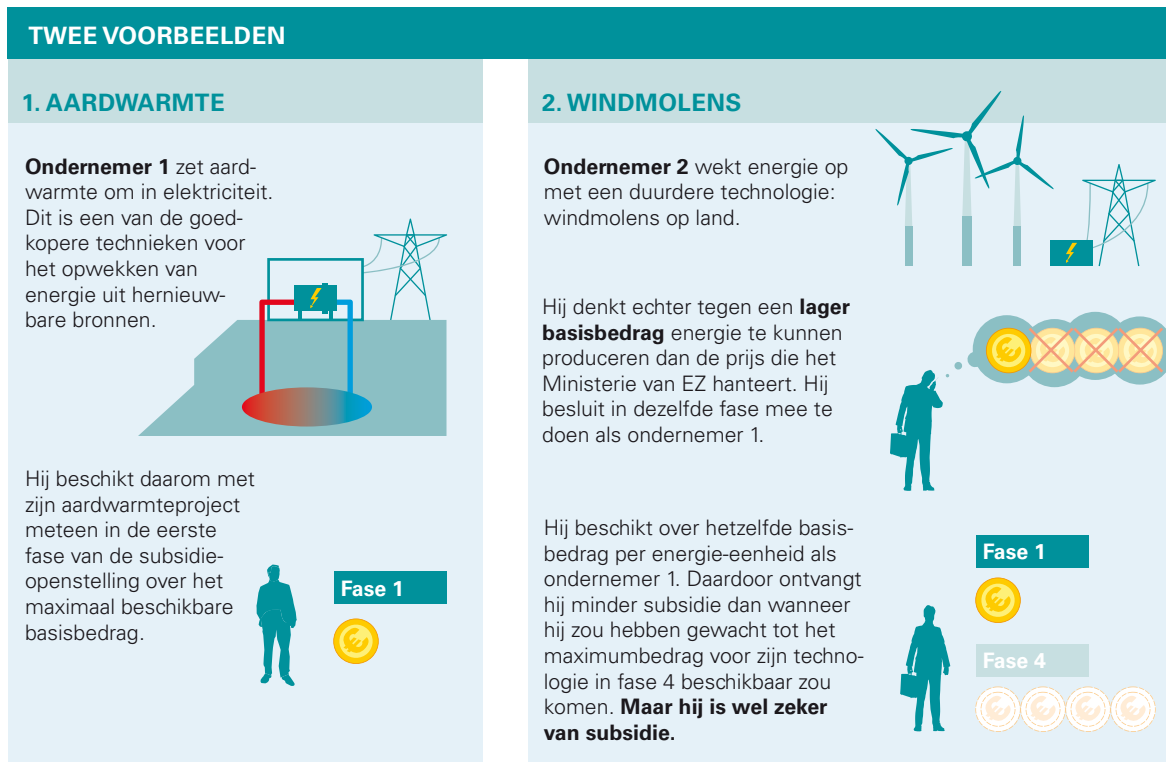 TWEE VOORBEELDEN
1. AARDWARMTE
Ondernemer 1 zet aard-
warmte om in elektriciteit.
Dit is een van de goed-
kopere technieken voor
het opwekken van
energie uit hernieuw-
bare bronnen.
Hij beschikt daarom met
zijn aardwarmteproject
meteen in de eerste
fase van de subsidie-
openstelling over het
maximaal beschikbare
basisbedrag.
Fase 1
2. WINDMOLENS
Ondernemer 2 wekt energie op
met een duurdere technologie:
windmolens op land.
Hij denkt echter tegen een lager
basisbedrag energie te kunnen
produceren dan de prijs die het
Ministerie van EZ hanteert. Hij
besluit in dezelfde fase mee te
doen als ondernemer 1.
Hij beschikt over hetzelfde basis-
bedrag per energie-eenheid als
ondernemer 1. Daardoor ontvangt
hij minder subsidie dan wanneer
hij zou hebben gewacht tot het
maximumbedrag voor zijn techno-
logie in fase 4 beschikbaar zou
komen. Maar hij is wel zeker
van subsidie.
Fase 1
Fase 4